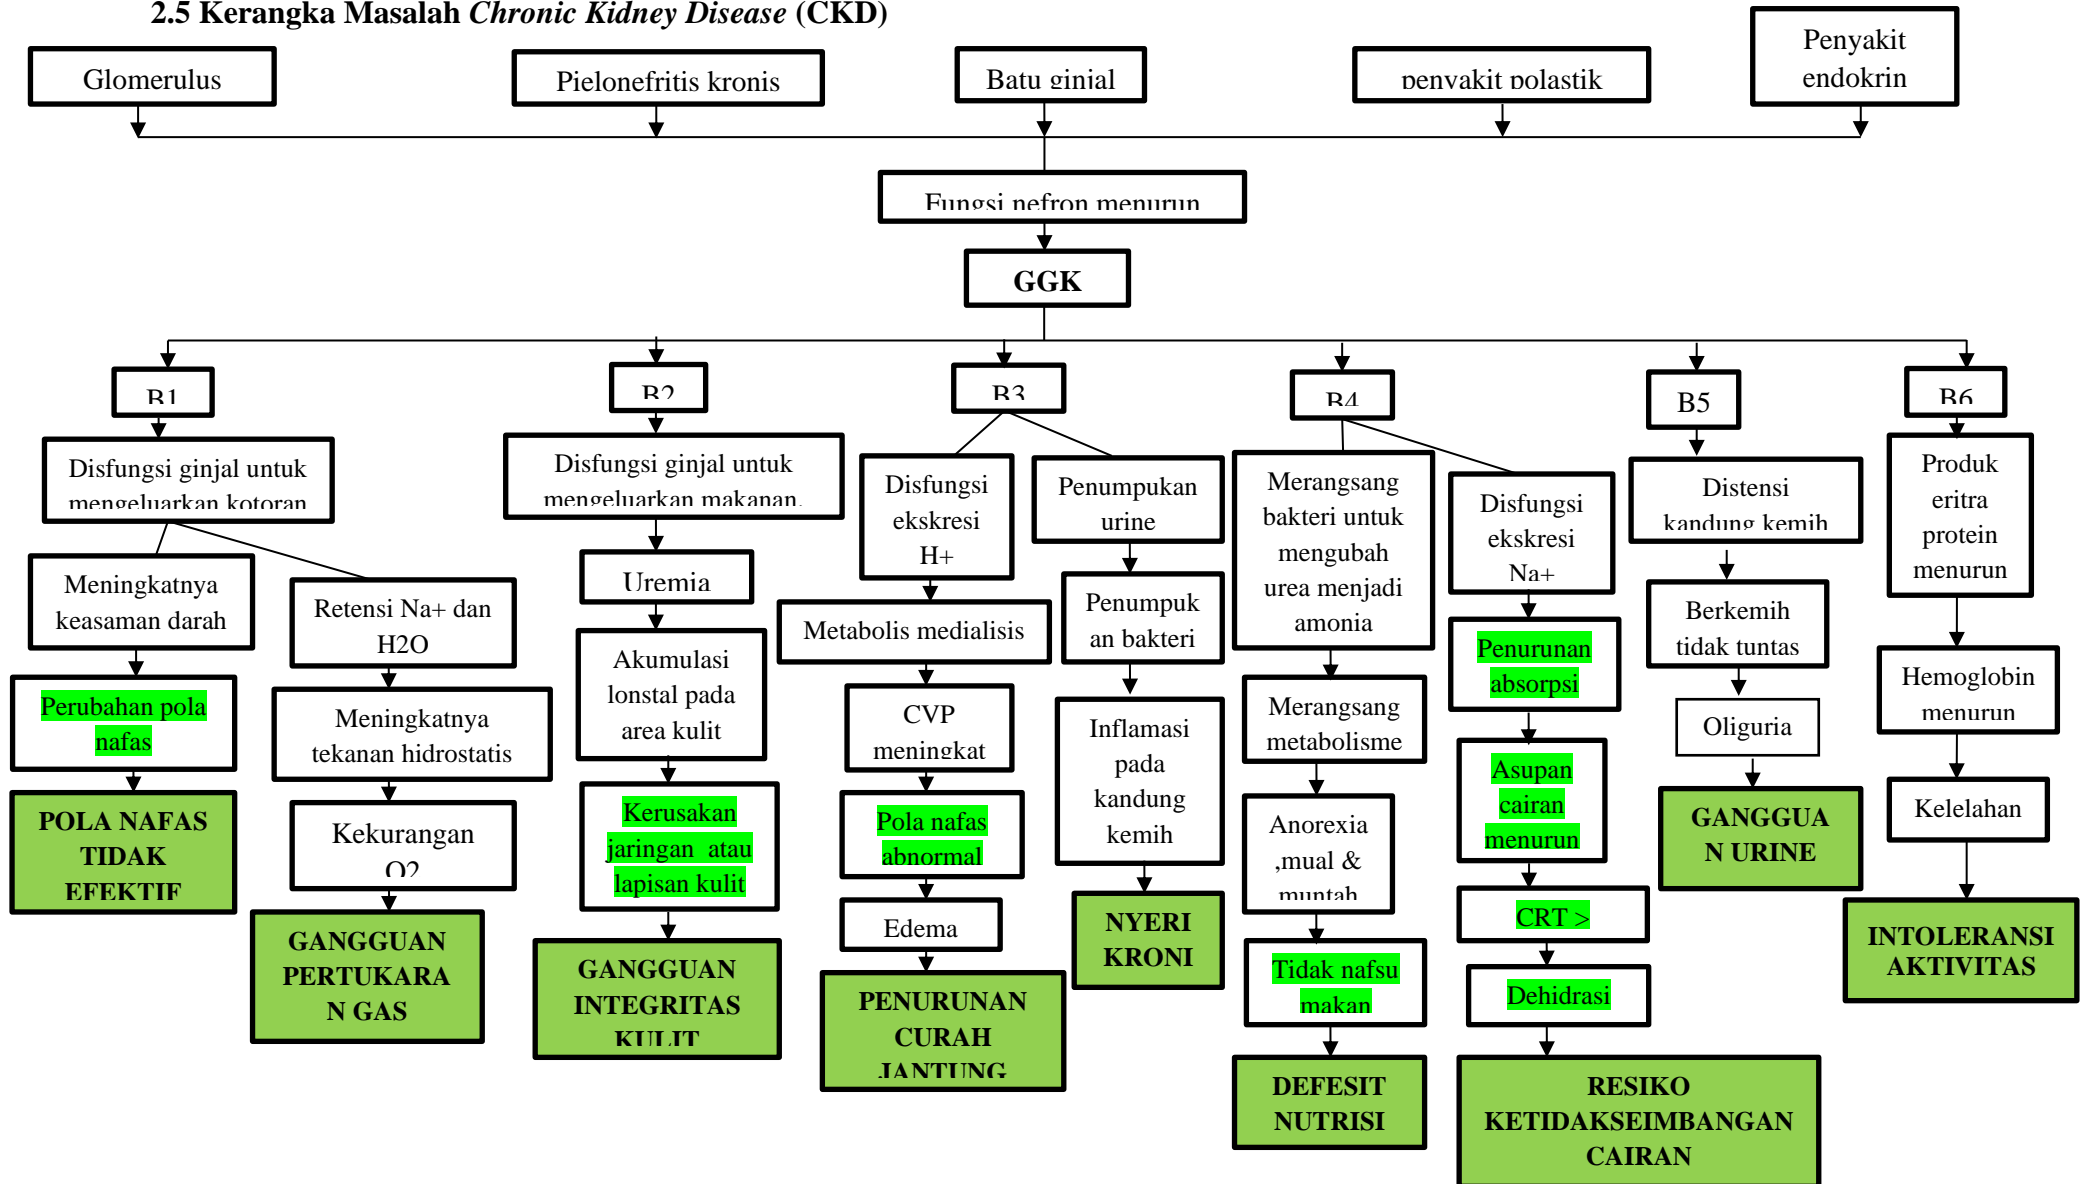 2.5 Kerangka Masalah Chronic Kidney Disease (CKD)
Glomerulus
Pielonefritis kronis
Batu ginjal
penyakit polastik
Penyakit
endokrin
Fungsi nefron menurun
GGK
B1
B2
B3
B4
B5
B6
Disfungsi ginjal untuk
mengeluarkan kotoran
Meningkatnya
keasaman darah
Perubahan pola
nafas
POLA NAFAS
TIDAK
EFEKTIF
Retensi Na+ dan
H2O
Meningkatnya
tekanan hidrostatis
Kekurangan
O2
GANGGUAN
PERTUKARA
N GAS
Disfungsi ginjal untuk
mengeluarkan makanan.
Uremia
Akumulasi
lonstal pada
area kulit
Kerusakan
jaringan atau
lapisan kulit
GANGGUAN
INTEGRITAS
KULIT
Disfungsi
ekskresi
H+
Metabolis medialisis
CVP
meningkat
Pola nafas
abnormal
Edema
PENURUNAN
CURAH
JANTUNG
Penumpukan
urine
Penumpuk
an bakteri
Inflamasi
pada
kandung
kemih
NYERI
KRONI
Merangsang
bakteri untuk
mengubah
urea menjadi
amonia
Merangsang
metabolisme
Anorexia
,mual &
muntah
Tidak nafsu
makan
DEFESIT
NUTRISI
Disfungsi
ekskresi
Na+
Penurunan
absorpsi
Asupan
cairan
menurun
CRT >
Dehidrasi
RESIKO
KETIDAKSEIMBANGAN
CAIRAN
Distensi
kandung kemih
Berkemih
tidak tuntas
Oliguria
GANGGUA
N URINE
Produk
eritra
protein
menurun
Hemoglobin
menurun
Kelelahan
INTOLERANSI
AKTIVITAS